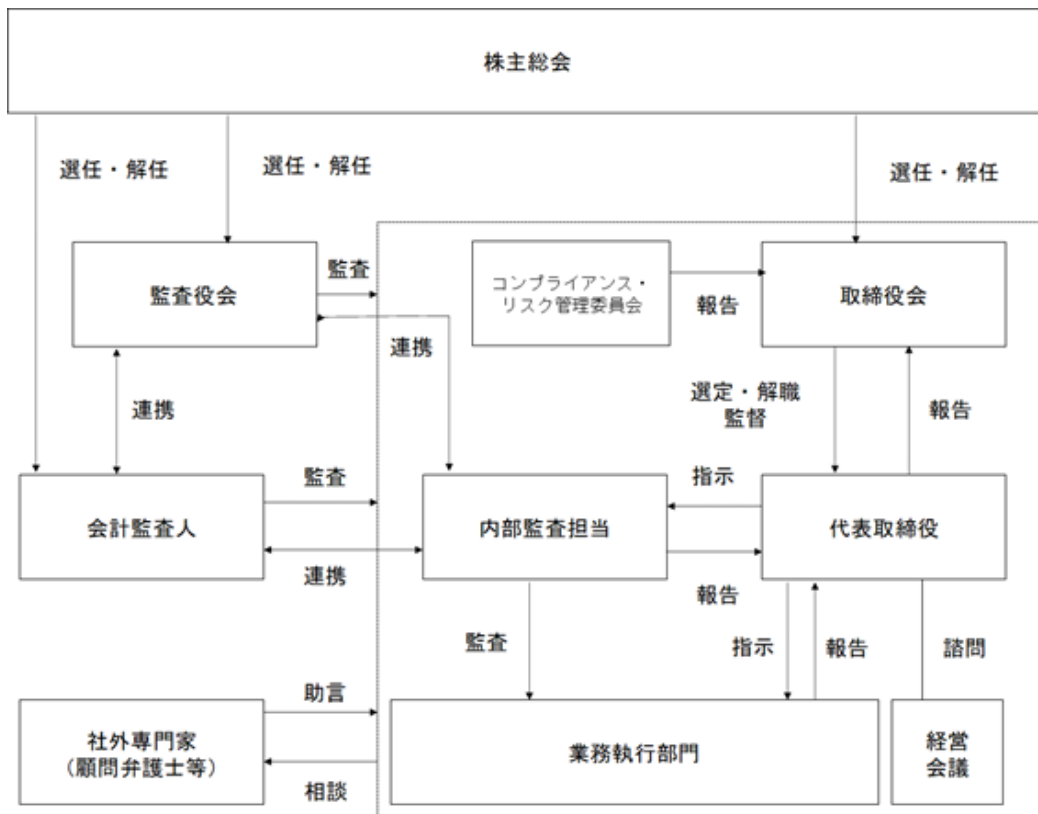 株主総会
選任・解任
選任・解任
選任・解任
監査役会
監査
コンプライアンス・
リスク管理委員会
報告
取締役会
連携
連携
選定・解職
監督
報告
会計監査人
監査
連携
内部監査担当
指示
報告
代表取締役
監査
指示
報告
諮問
社外専門家
（顧問弁護士等）
助言
相談
業務執行部門
経営
会議